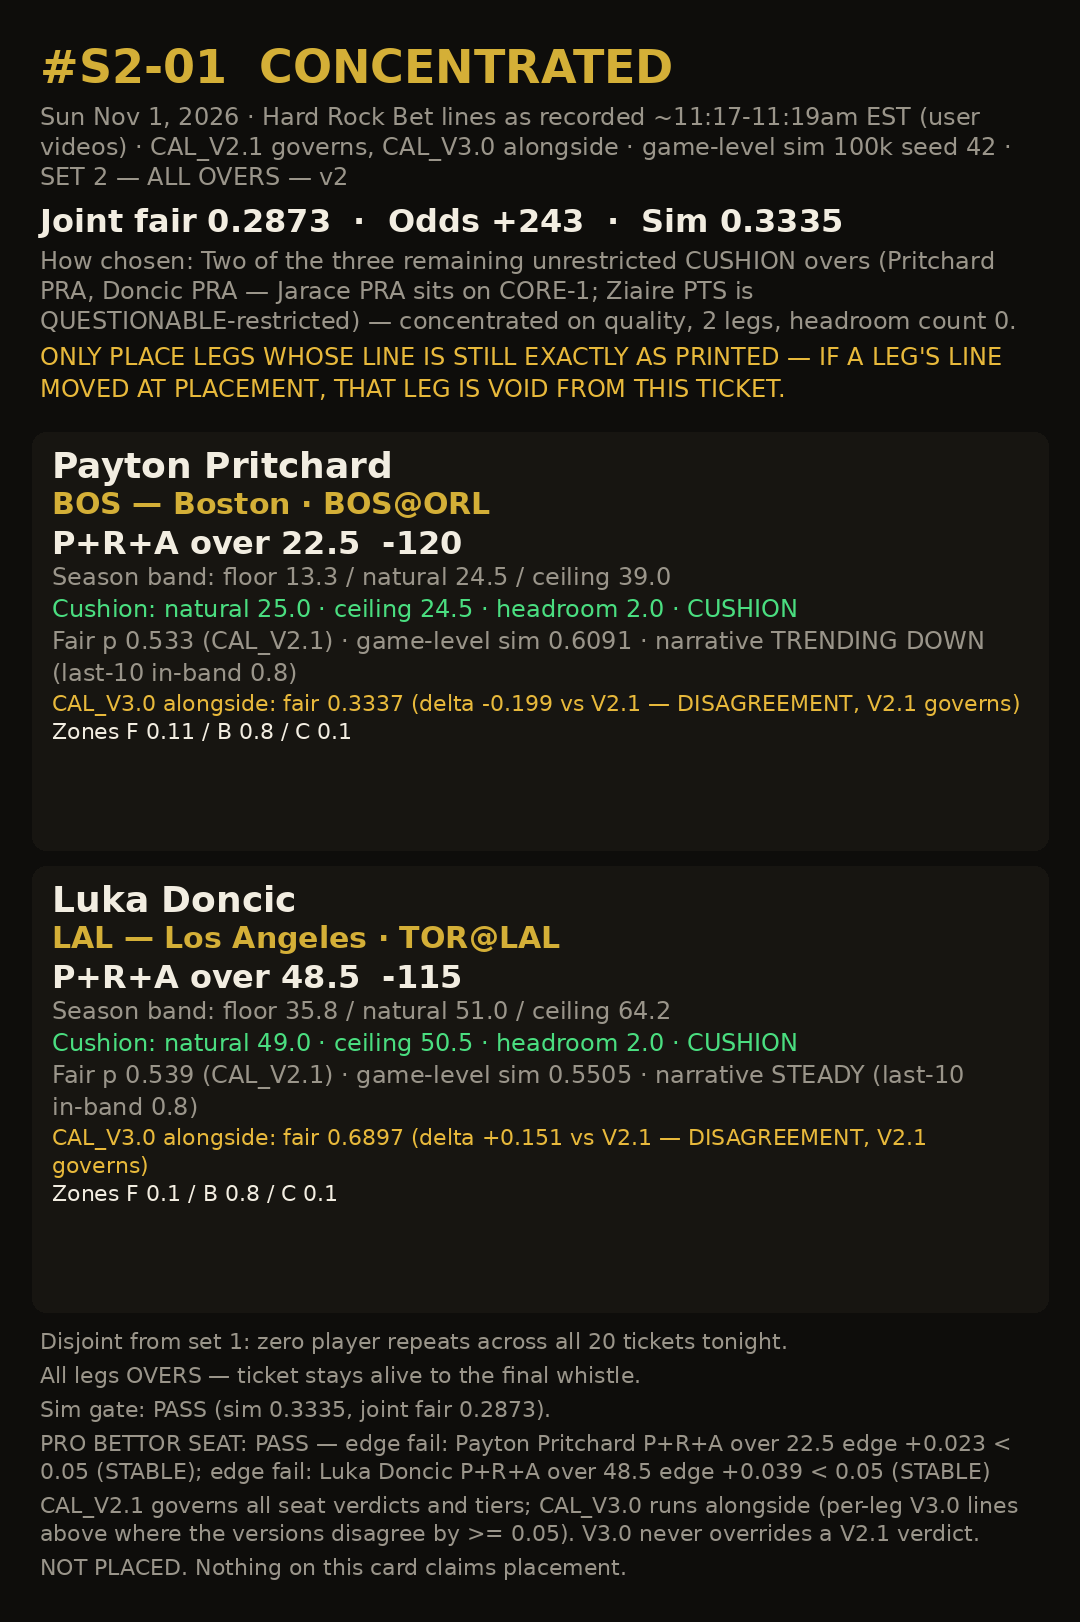 #S2-01  CONCENTRATED
Sun Nov 1, 2026 · Hard Rock Bet lines as recorded ~11:17-11:19am EST (user
videos) · CAL_V2.1 governs, CAL_V3.0 alongside · game-level sim 100k seed 42 ·
SET 2 — ALL OVERS — v2
Joint fair 0.2873  ·  Odds +243  ·  Sim 0.3335
How chosen: Two of the three remaining unrestricted CUSHION overs (Pritchard
PRA, Doncic PRA — Jarace PRA sits on CORE-1; Ziaire PTS is
QUESTIONABLE-restricted) — concentrated on quality, 2 legs, headroom count 0.
ONLY PLACE LEGS WHOSE LINE IS STILL EXACTLY AS PRINTED — IF A LEG'S LINE
MOVED AT PLACEMENT, THAT LEG IS VOID FROM THIS TICKET.
Payton Pritchard
BOS — Boston · BOS@ORL
P+R+A over 22.5  -120
Season band: floor 13.3 / natural 24.5 / ceiling 39.0
Cushion: natural 25.0 · ceiling 24.5 · headroom 2.0 · CUSHION
Fair p 0.533 (CAL_V2.1) · game-level sim 0.6091 · narrative TRENDING DOWN
(last-10 in-band 0.8)
CAL_V3.0 alongside: fair 0.3337 (delta -0.199 vs V2.1 — DISAGREEMENT, V2.1 governs)
Zones F 0.11 / B 0.8 / C 0.1
Luka Doncic
LAL — Los Angeles · TOR@LAL
P+R+A over 48.5  -115
Season band: floor 35.8 / natural 51.0 / ceiling 64.2
Cushion: natural 49.0 · ceiling 50.5 · headroom 2.0 · CUSHION
Fair p 0.539 (CAL_V2.1) · game-level sim 0.5505 · narrative STEADY (last-10
in-band 0.8)
CAL_V3.0 alongside: fair 0.6897 (delta +0.151 vs V2.1 — DISAGREEMENT, V2.1
governs)
Zones F 0.1 / B 0.8 / C 0.1
Disjoint from set 1: zero player repeats across all 20 tickets tonight.
All legs OVERS — ticket stays alive to the final whistle.
Sim gate: PASS (sim 0.3335, joint fair 0.2873).
PRO BETTOR SEAT: PASS — edge fail: Payton Pritchard P+R+A over 22.5 edge +0.023 <
0.05 (STABLE); edge fail: Luka Doncic P+R+A over 48.5 edge +0.039 < 0.05 (STABLE)
CAL_V2.1 governs all seat verdicts and tiers; CAL_V3.0 runs alongside (per-leg V3.0 lines
above where the versions disagree by >= 0.05). V3.0 never overrides a V2.1 verdict.
NOT PLACED. Nothing on this card claims placement.